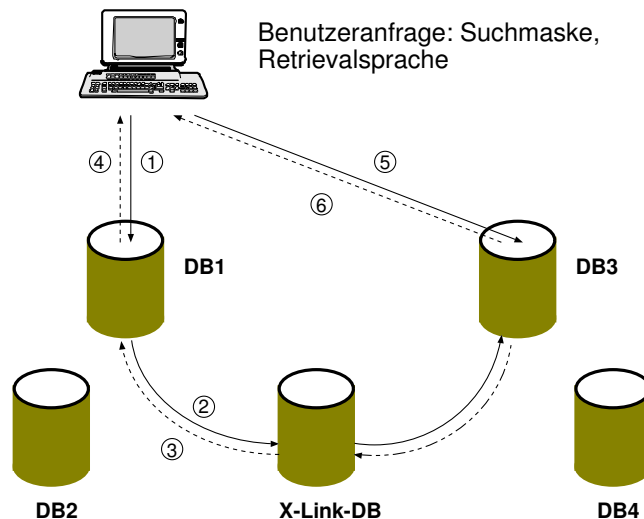 Benutzeranfrage: Suchmaske,
Retrievalsprache
④ ①
⑤
⑥
DB1
DB3
②
③
DB2
X-Link-DB
DB4